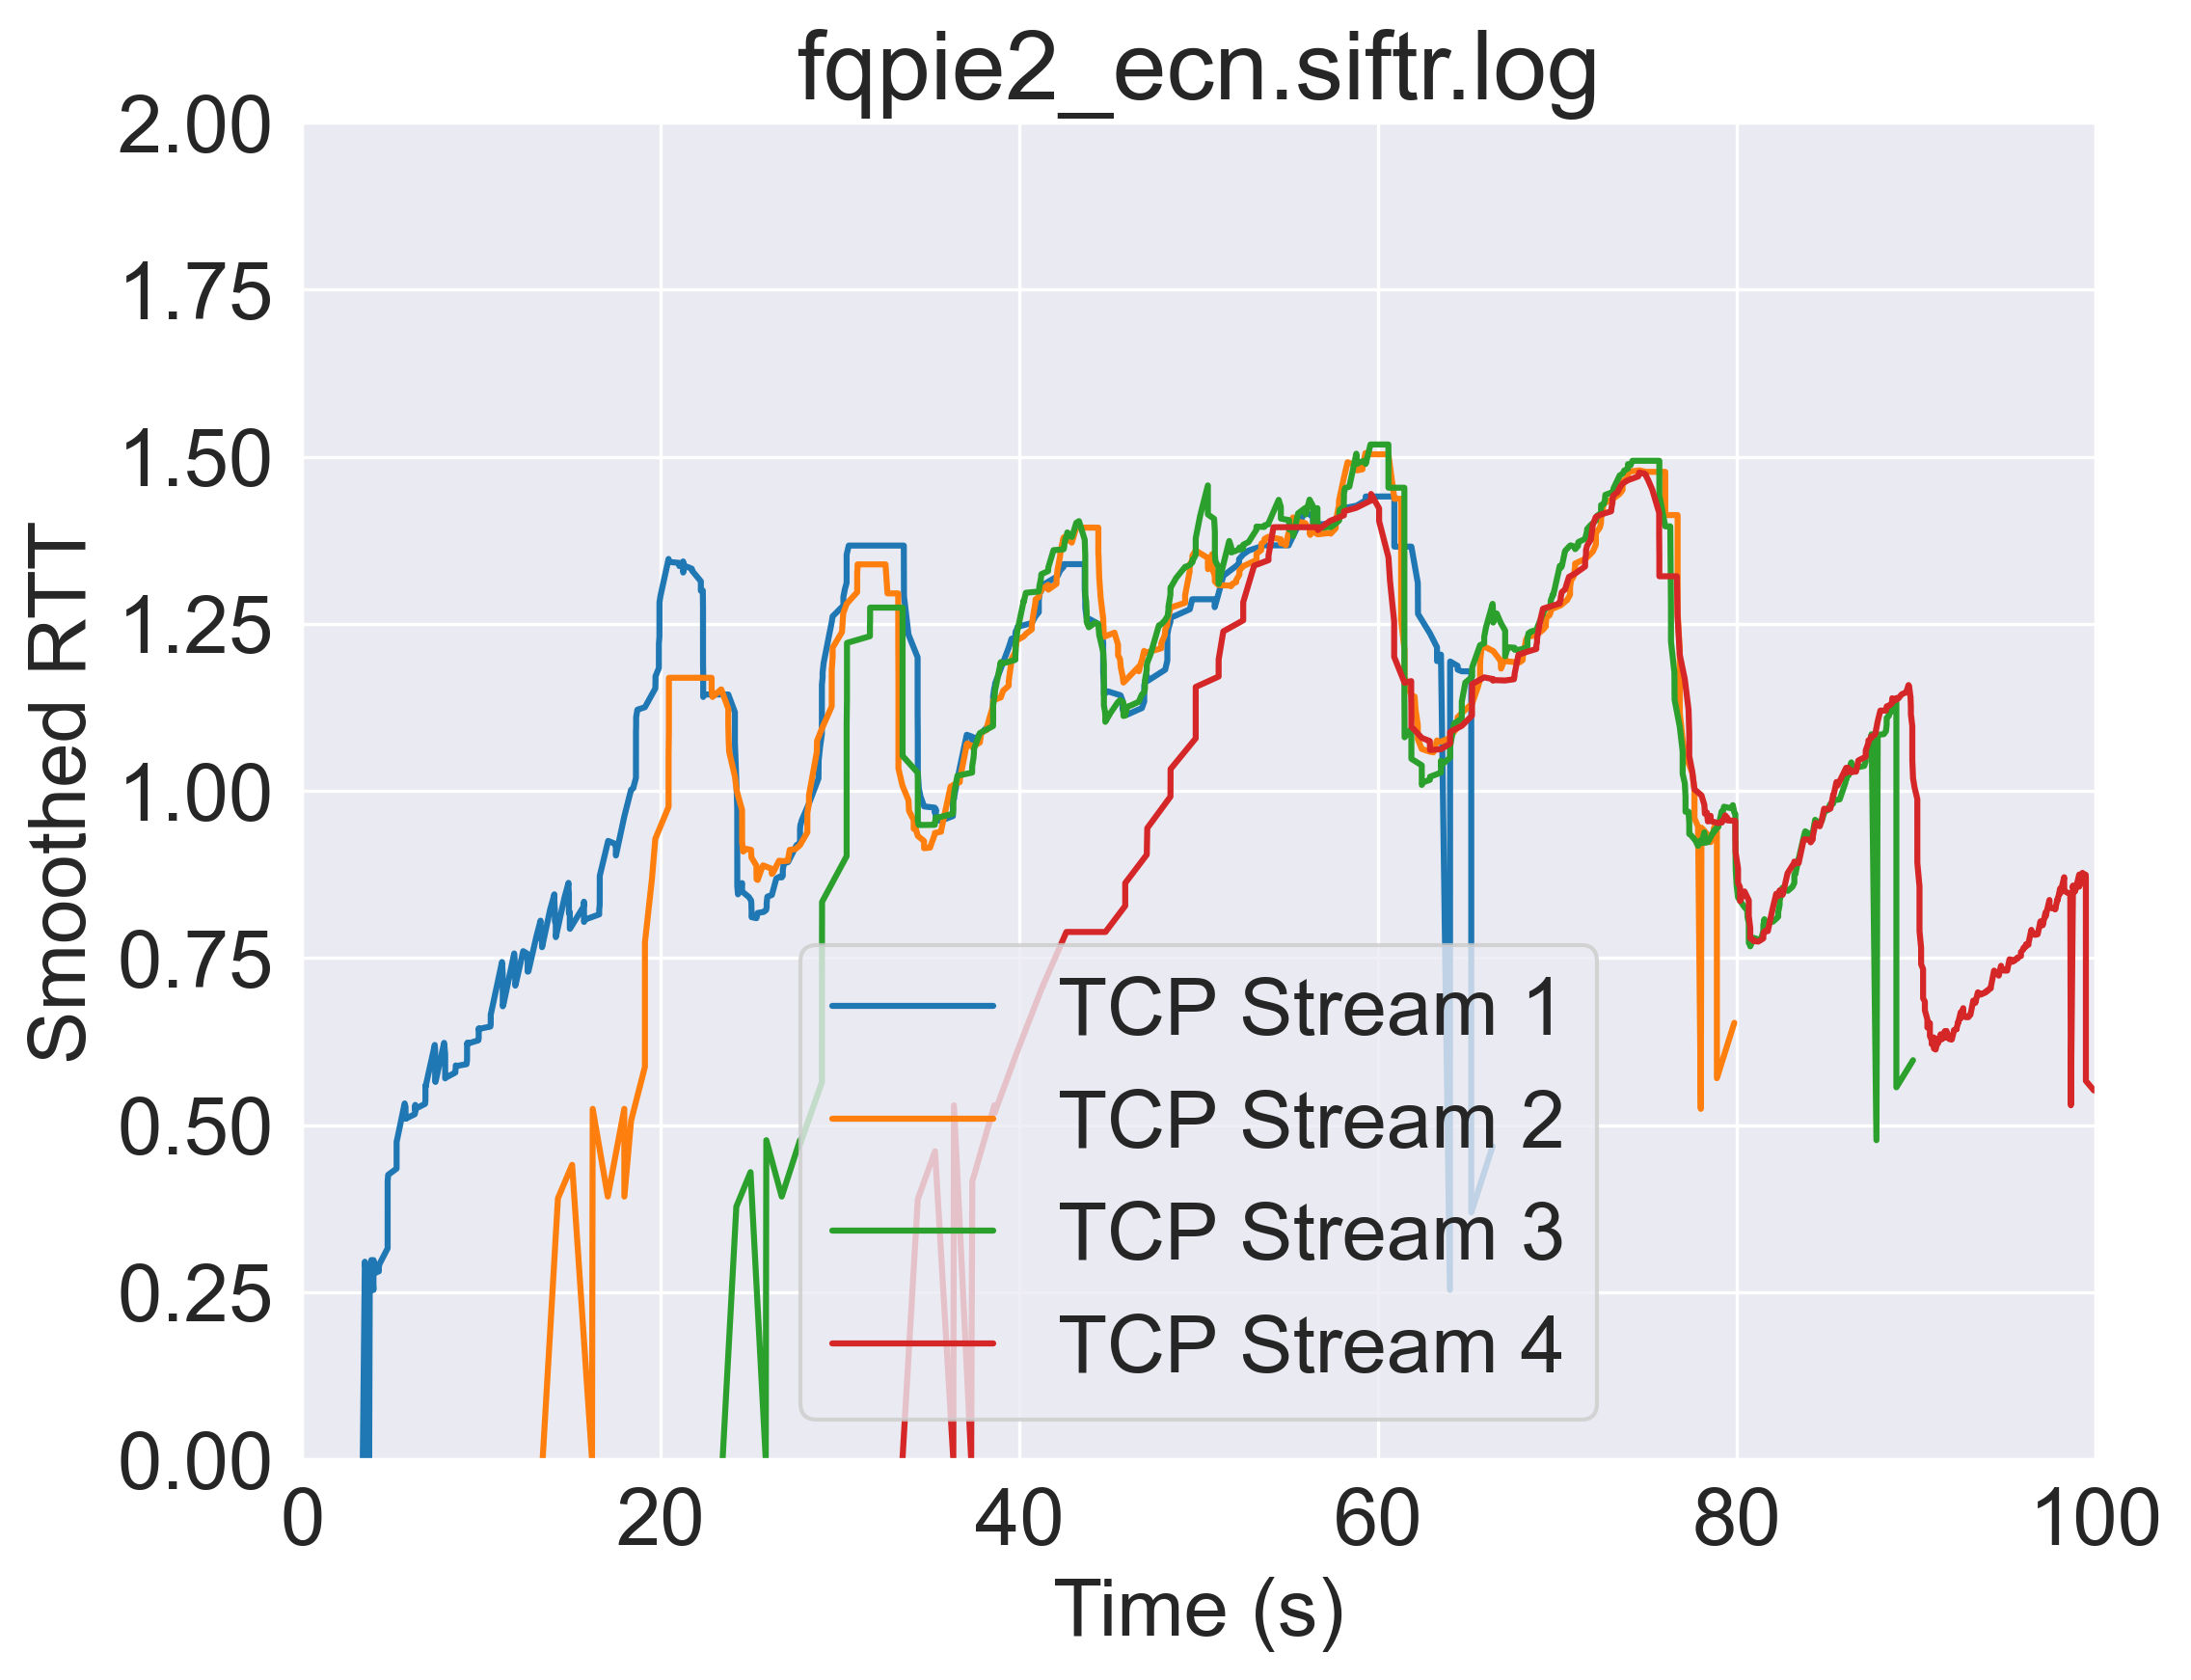 fqpie2_ecn.siftr.log
Smoothed RTT
2.00
1.75
1.50
1.25
1.00
0.75
0.50
0.25
0.00
TCP Stream 1
TCP Stream 2
TCP Stream 3
TCP Stream 4
0 20 40 60 80 100
Time (s)